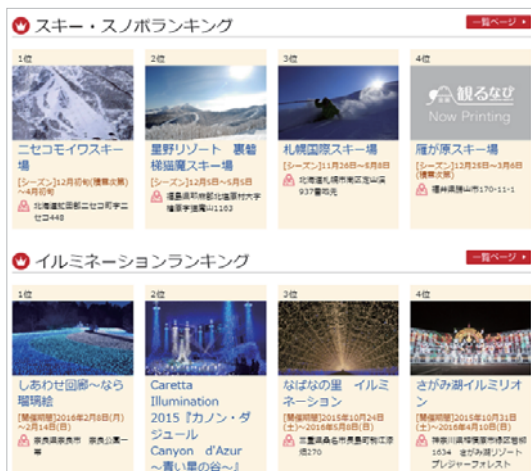 スキー・スノボランキング
一覧ページ
1位
2位
3位
4位
観るなび
Now Printing
ニセコモイワスキー
場
[シーズン]12月初旬(積雪次第)
～4月初旬
北海道虻田郡ニセコ町字ニ
セコ448
星野リゾート 裏磐
梯猫魔スキー場
[シーズン]12月5日～5月5日
福島県耶麻郡北塩原村大字
桧原字猫魔山1163
札幌国際スキー場
[シーズン]11月26日～5月8日
北海道札幌市南区定山渓
937番地先
雁が原スキー場
[シーズン]12月25日～3月6日
(積雪次第)
福井県勝山市170-11-1
イルミネーションランキング
一覧ページ
1位
2位
3位
4位
しあわせ回廊～なら
瑠璃絵
[開催期間]2016年2月8日(月)
～2月14日(日)
奈良県奈良市 奈良公園一
帯
Caretta
Illumination
2015『カノン・ダ
ジュール
Canyon d'Azur
～青い星の谷～』
なばなの里 イルミ
ネーション
[開催期間]2015年10月24日
(土)～2016年5月8日(日)
三重県桑名市長島町駒江漆
畑270
さがみ湖イルミリオ
ン
[開催期間]2015年10月31日
(土)～2016年4月10日(日)
神奈川県相模原市緑区若柳
1634 さがみ湖リゾート
プレジャーフォレスト